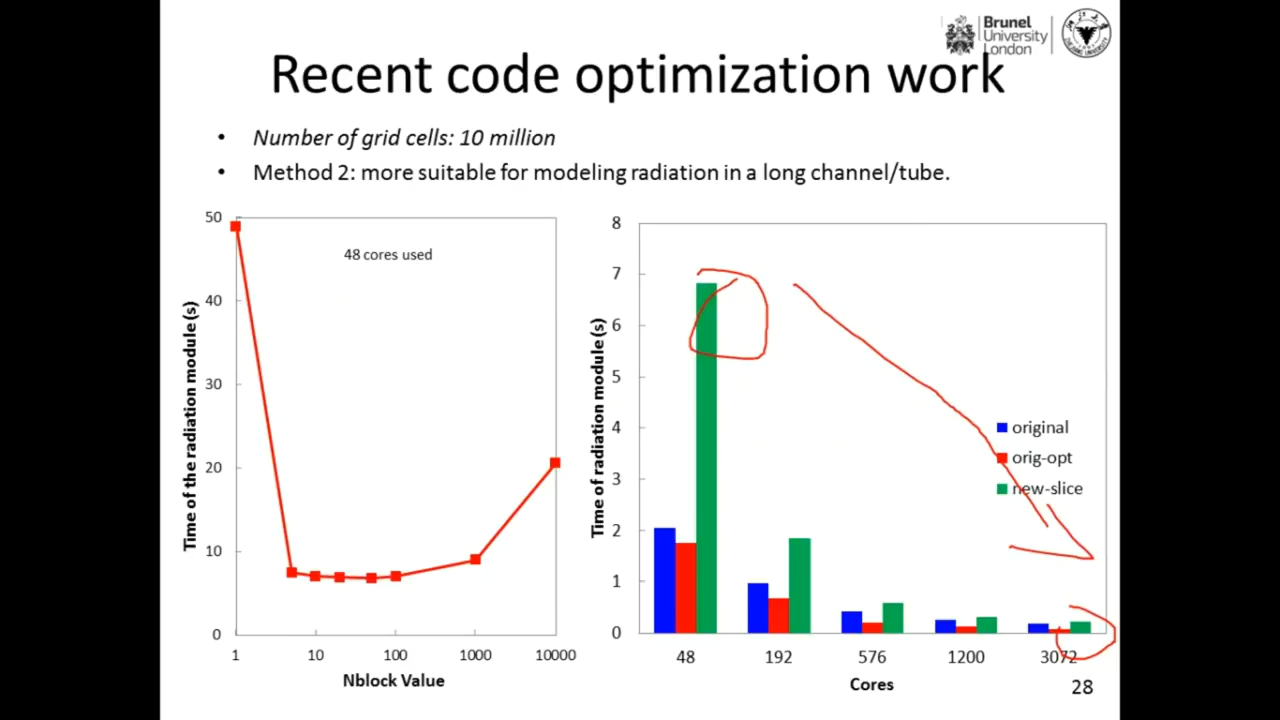 Brunel
University
London
Recent code optimization work
• Number of grid cells: 10 million
• Method 2: more suitable for modeling radiation in a long channel/tube.
Time of the radiation module (s)
50
40
30
20
10
0
48 cores used
1 10 100 1000 10000
Nblock Value
Time of radiation module (s)
8
7
6
5
4
3
2
1
0
original
orig-opt
new-slice
48 192 576 1200 3072
Cores
28